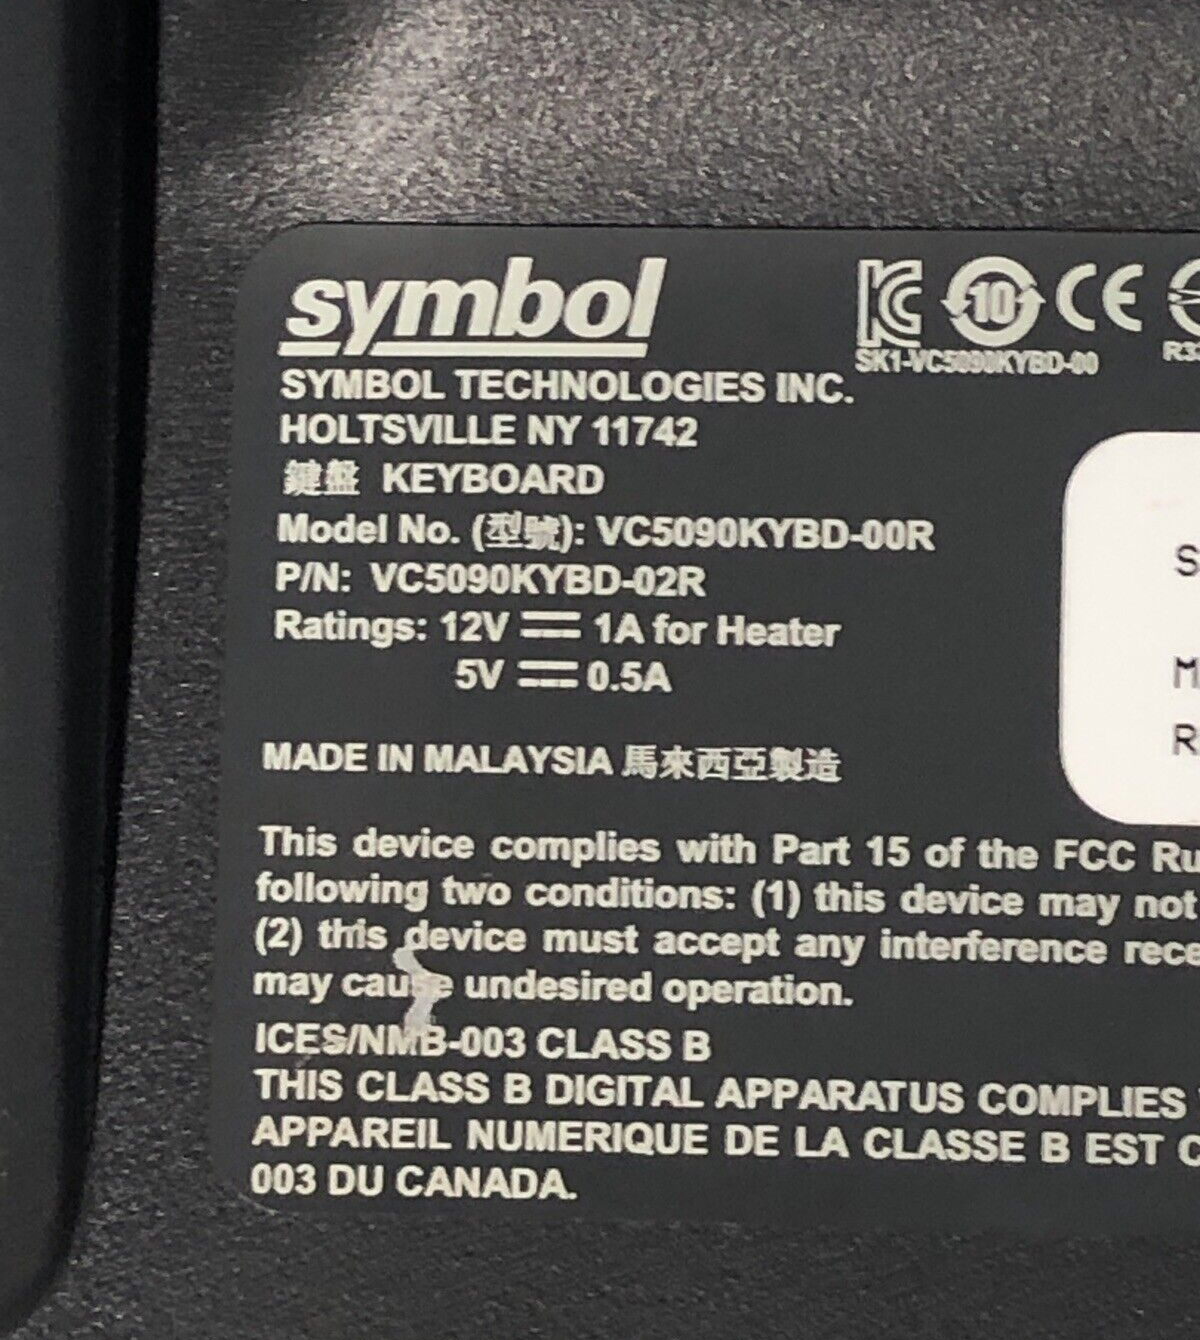 symbol
10 CE
SK1-VC5090KYBD-00
SYMBOL TECHNOLOGIES INC.
HOLTSVILLE NY 11742
鍵盤 KEYBOARD
Model No. (型號): VC5090KYBD-00R
P/N: VC5090KYBD-02R
Ratings: 12V ⎓ 1A for Heater
5V ⎓ 0.5A
MADE IN MALAYSIA 馬來西亞製造
This device complies with Part 15 of the FCC Ru
following two conditions: (1) this device may not
(2) this device must accept any interference rece
may cause undesired operation.
ICES/NMB-003 CLASS B
THIS CLASS B DIGITAL APPARATUS COMPLIES
APPAREIL NUMERIQUE DE LA CLASSE B EST C
003 DU CANADA.
S
M
R